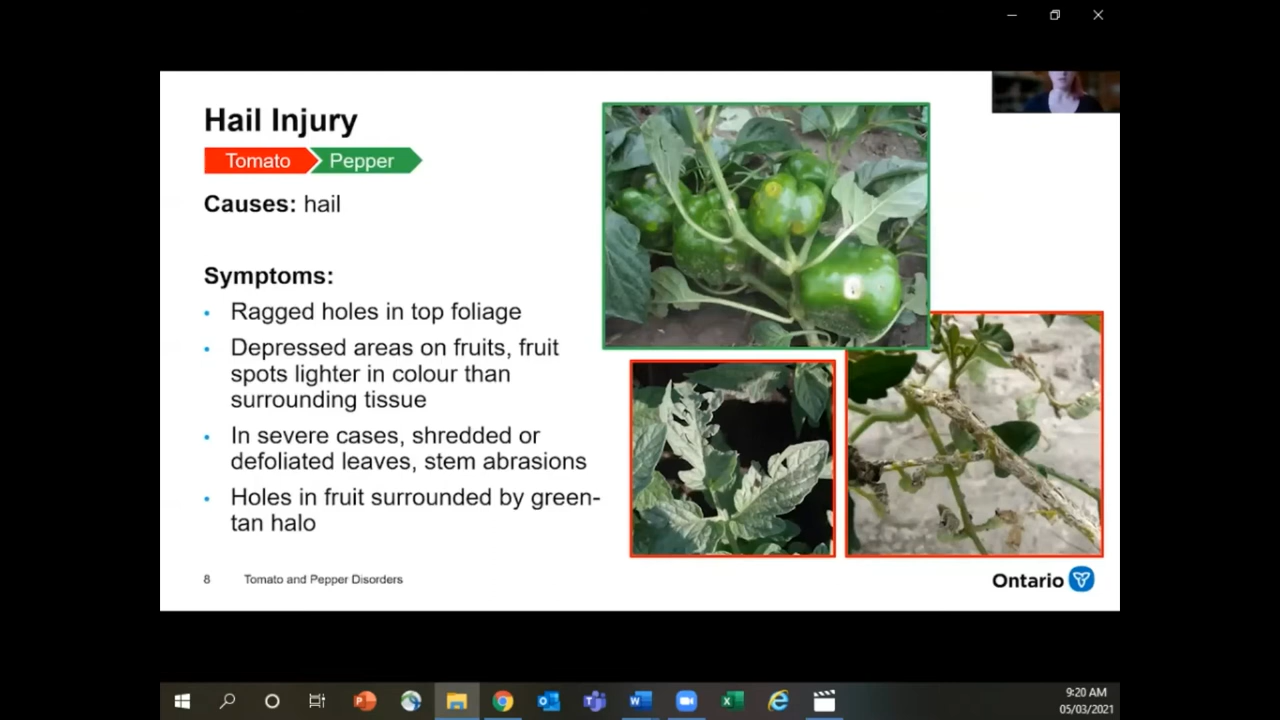 Hail Injury
Tomato Pepper
Causes: hail
Symptoms:
• Ragged holes in top foliage
• Depressed areas on fruits, fruit
spots lighter in colour than
surrounding tissue
• In severe cases, shredded or
defoliated leaves, stem abrasions
• Holes in fruit surrounded by green-
tan halo
8 Tomato and Pepper Disorders
Ontario
9:20 AM
05/03/2021